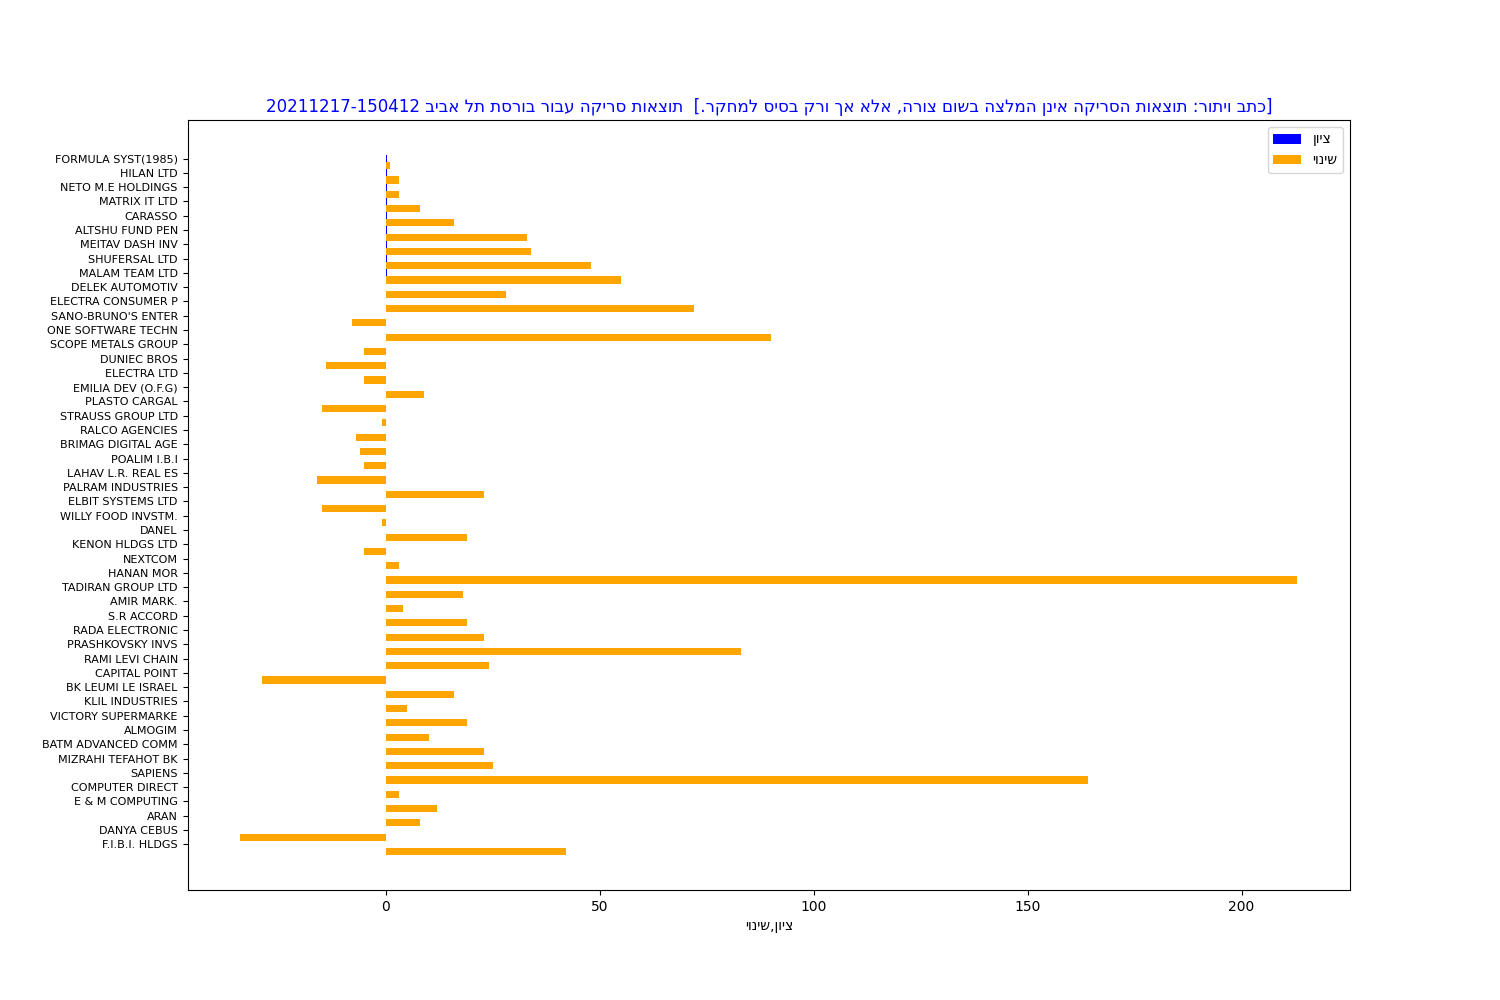 [כתב ויתור: תוצאות הסריקה אינן המלצה בשום צורה, אלא אך ורק בסיס למחקר.]  תוצאות סריקה עבור בורסת תל אביב 20211217-150412
ציון
שינוי
FORMULA SYST(1985)
HILAN LTD
NETO M.E HOLDINGS
MATRIX IT LTD
CARASSO
ALTSHU FUND PEN
MEITAV DASH INV
SHUFERSAL LTD
MALAM TEAM LTD
DELEK AUTOMOTIV
ELECTRA CONSUMER P
SANO-BRUNO'S ENTER
ONE SOFTWARE TECHN
SCOPE METALS GROUP
DUNIEC BROS
ELECTRA LTD
EMILIA DEV (O.F.G)
PLASTO CARGAL
STRAUSS GROUP LTD
RALCO AGENCIES
BRIMAG DIGITAL AGE
POALIM I.B.I
LAHAV L.R. REAL ES
PALRAM INDUSTRIES
ELBIT SYSTEMS LTD
WILLY FOOD INVSTM.
DANEL
KENON HLDGS LTD
NEXTCOM
HANAN MOR
TADIRAN GROUP LTD
AMIR MARK.
S.R ACCORD
RADA ELECTRONIC
PRASHKOVSKY INVS
RAMI LEVI CHAIN
CAPITAL POINT
BK LEUMI LE ISRAEL
KLIL INDUSTRIES
VICTORY SUPERMARKE
ALMOGIM
BATM ADVANCED COMM
MIZRAHI TEFAHOT BK
SAPIENS
COMPUTER DIRECT
E & M COMPUTING
ARAN
DANYA CEBUS
F.I.B.I. HLDGS
0 50 100 150 200
ציון,שינוי